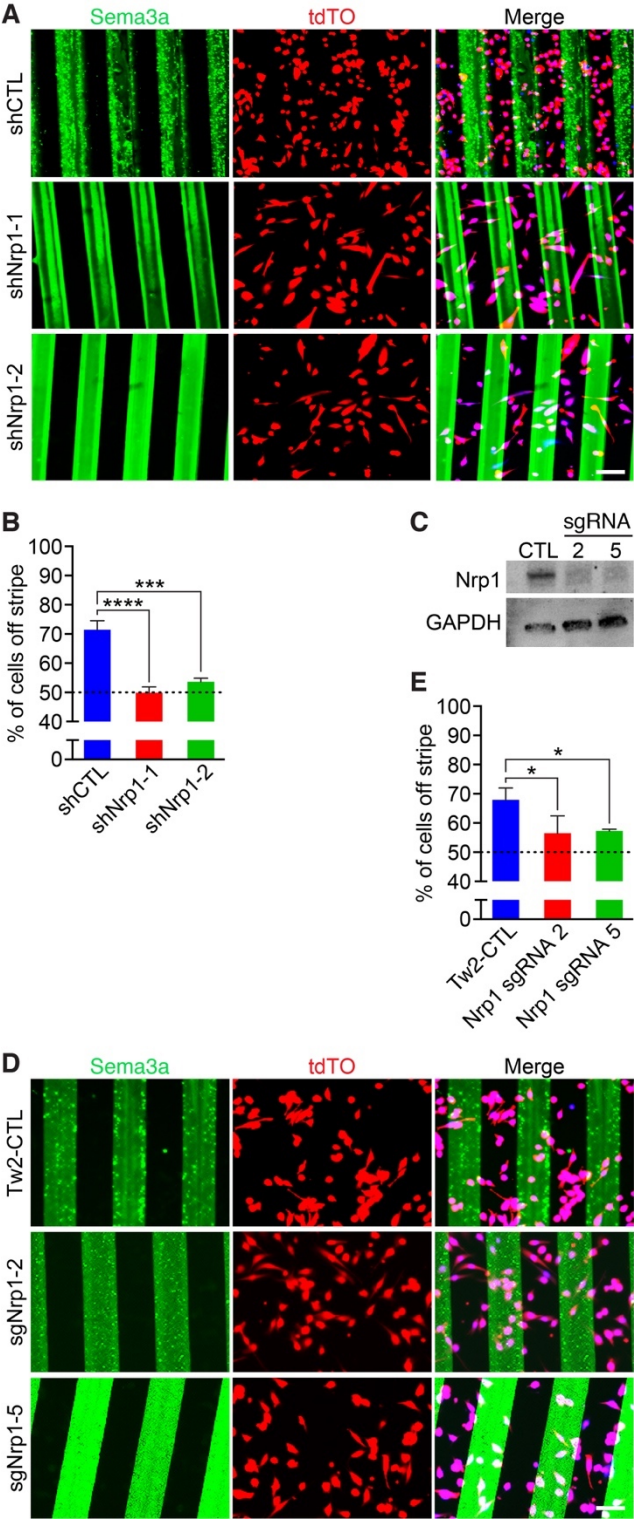 A
Sema3a tdTO Merge
shCTL
shNrp1-1
shNrp1-2
B
% of cells off stripe
100
90
80
70
60
50
40
0
****
***
shCTL shNrp1-1 shNrp1-2
C
sgRNA
CTL 2 5
Nrp1
GAPDH
E
% of cells off stripe
100
90
80
70
60
50
40
0
* *
Tw2-CTL Nrp1 sgRNA 2 Nrp1 sgRNA 5
D
Sema3a tdTO Merge
Tw2-CTL
sgNrp1-2
sgNrp1-5